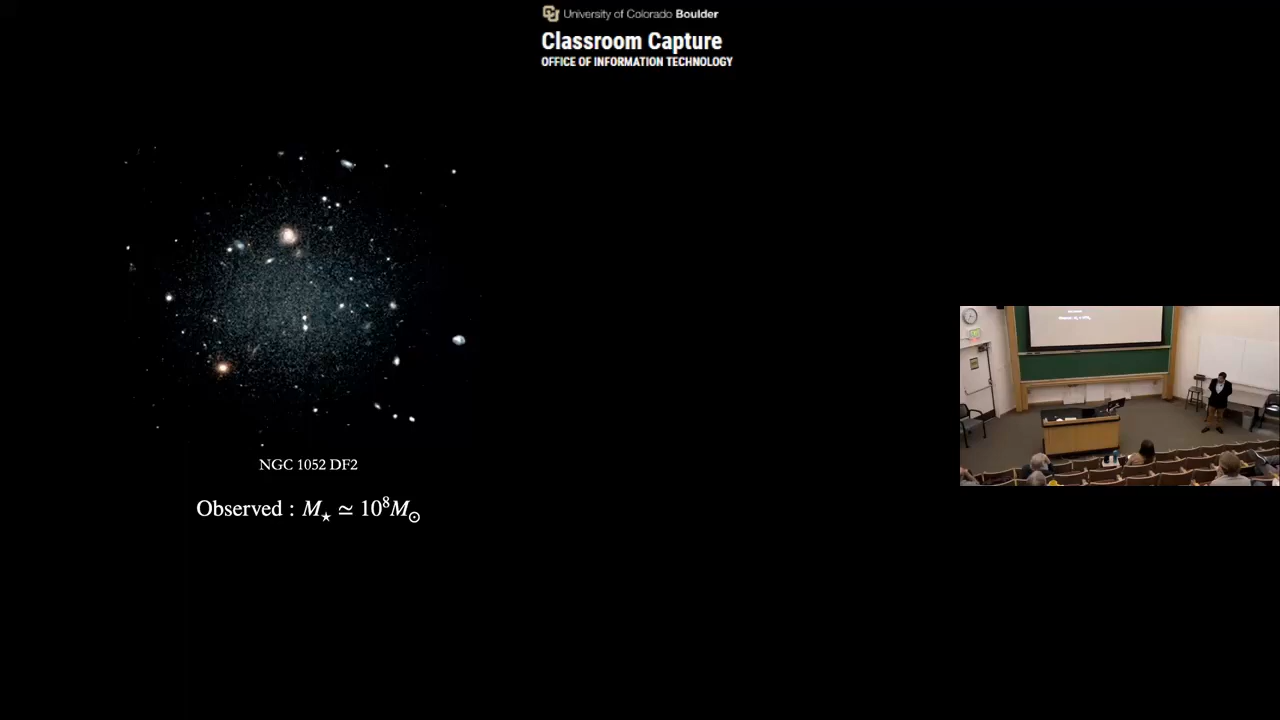 University of Colorado Boulder
Classroom Capture
OFFICE OF INFORMATION TECHNOLOGY
NGC 1052 DF2
Observed : M⋆ ≃ 10⁸M⊙